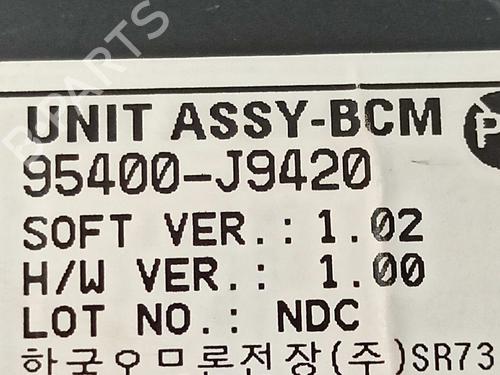 UNIT ASSY-BCM
P
95400-J9420
SOFT VER.: 1.02
H/W VER.: 1.00
LOT NO.: NDC
한국오므론전장(주)SR73
B-PARTS